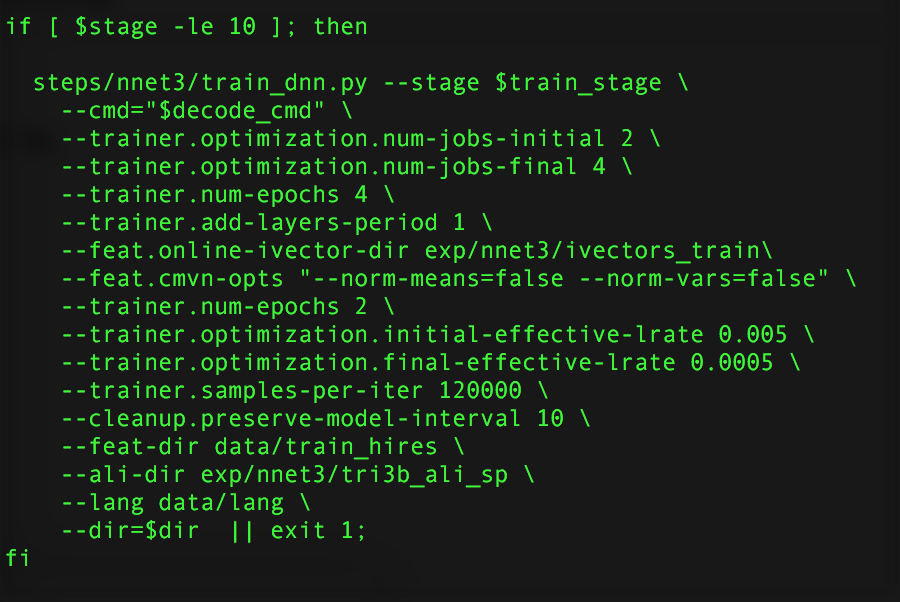 if [ $stage -le 10 ]; then

  steps/nnet3/train_dnn.py --stage $train_stage \
    --cmd="$decode_cmd" \
    --trainer.optimization.num-jobs-initial 2 \
    --trainer.optimization.num-jobs-final 4 \
    --trainer.num-epochs 4 \
    --trainer.add-layers-period 1 \
    --feat.online-ivector-dir exp/nnet3/ivectors_train\
    --feat.cmvn-opts "--norm-means=false --norm-vars=false" \
    --trainer.num-epochs 2 \
    --trainer.optimization.initial-effective-lrate 0.005 \
    --trainer.optimization.final-effective-lrate 0.0005 \
    --trainer.samples-per-iter 120000 \
    --cleanup.preserve-model-interval 10 \
    --feat-dir data/train_hires \
    --ali-dir exp/nnet3/tri3b_ali_sp \
    --lang data/lang \
    --dir=$dir  || exit 1;
fi